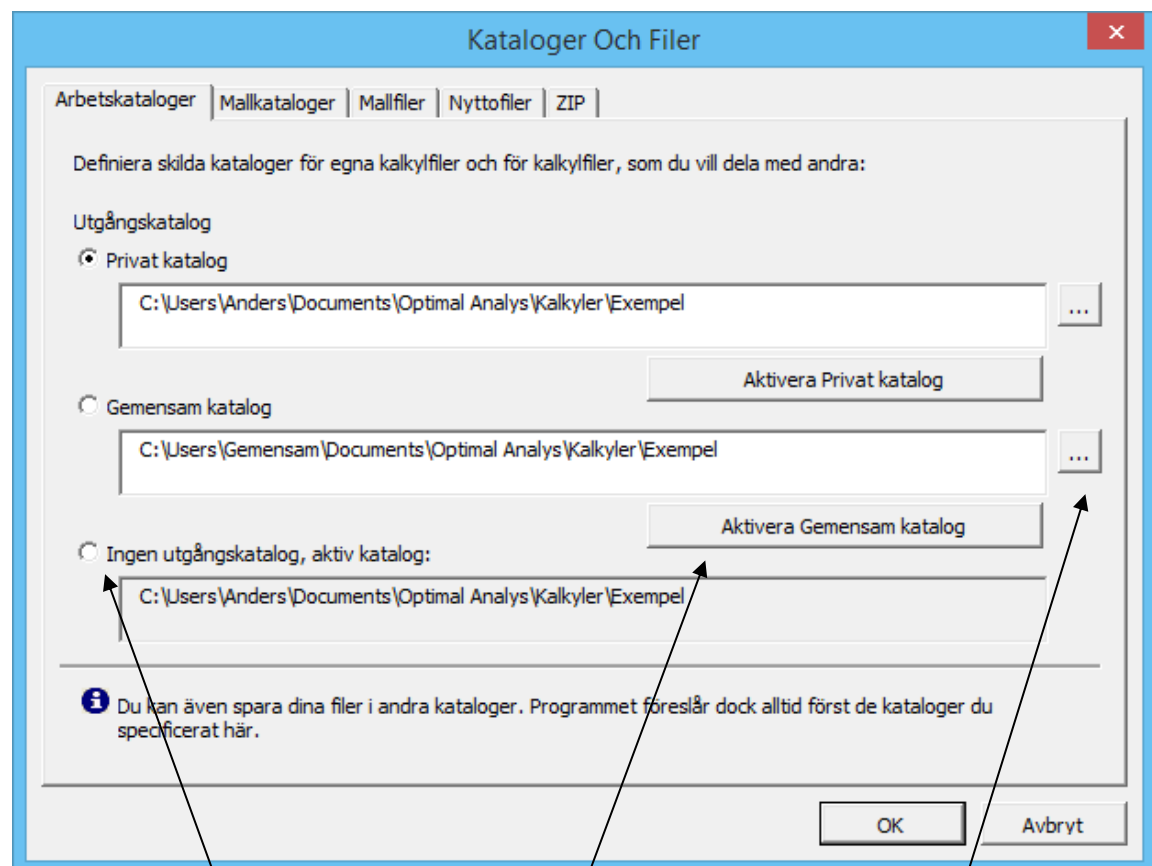 Kataloger Och Filer
Arbetskataloger Mallkataloger Mallfiler Nyttofiler ZIP
Definiera skilda kataloger för egna kalkylfiler och för kalkylfiler, som du vill dela med andra:
Utgångskatalog
Privat katalog
C:\Users\Anders\Documents\Optimal Analys\Kalkyler\Exempel
...
Aktivera Privat katalog
Gemensam katalog
C:\Users\Gemensam\Documents\Optimal Analys\Kalkyler\Exempel
...
Aktivera Gemensam katalog
Ingen utgångskatalog, aktiv katalog:
C:\Users\Anders\Documents\Optimal Analys\Kalkyler\Exempel
Du kan även spara dina filer i andra kataloger. Programmet föreslår dock alltid först de kataloger du
specificerat här.
OK Avbryt